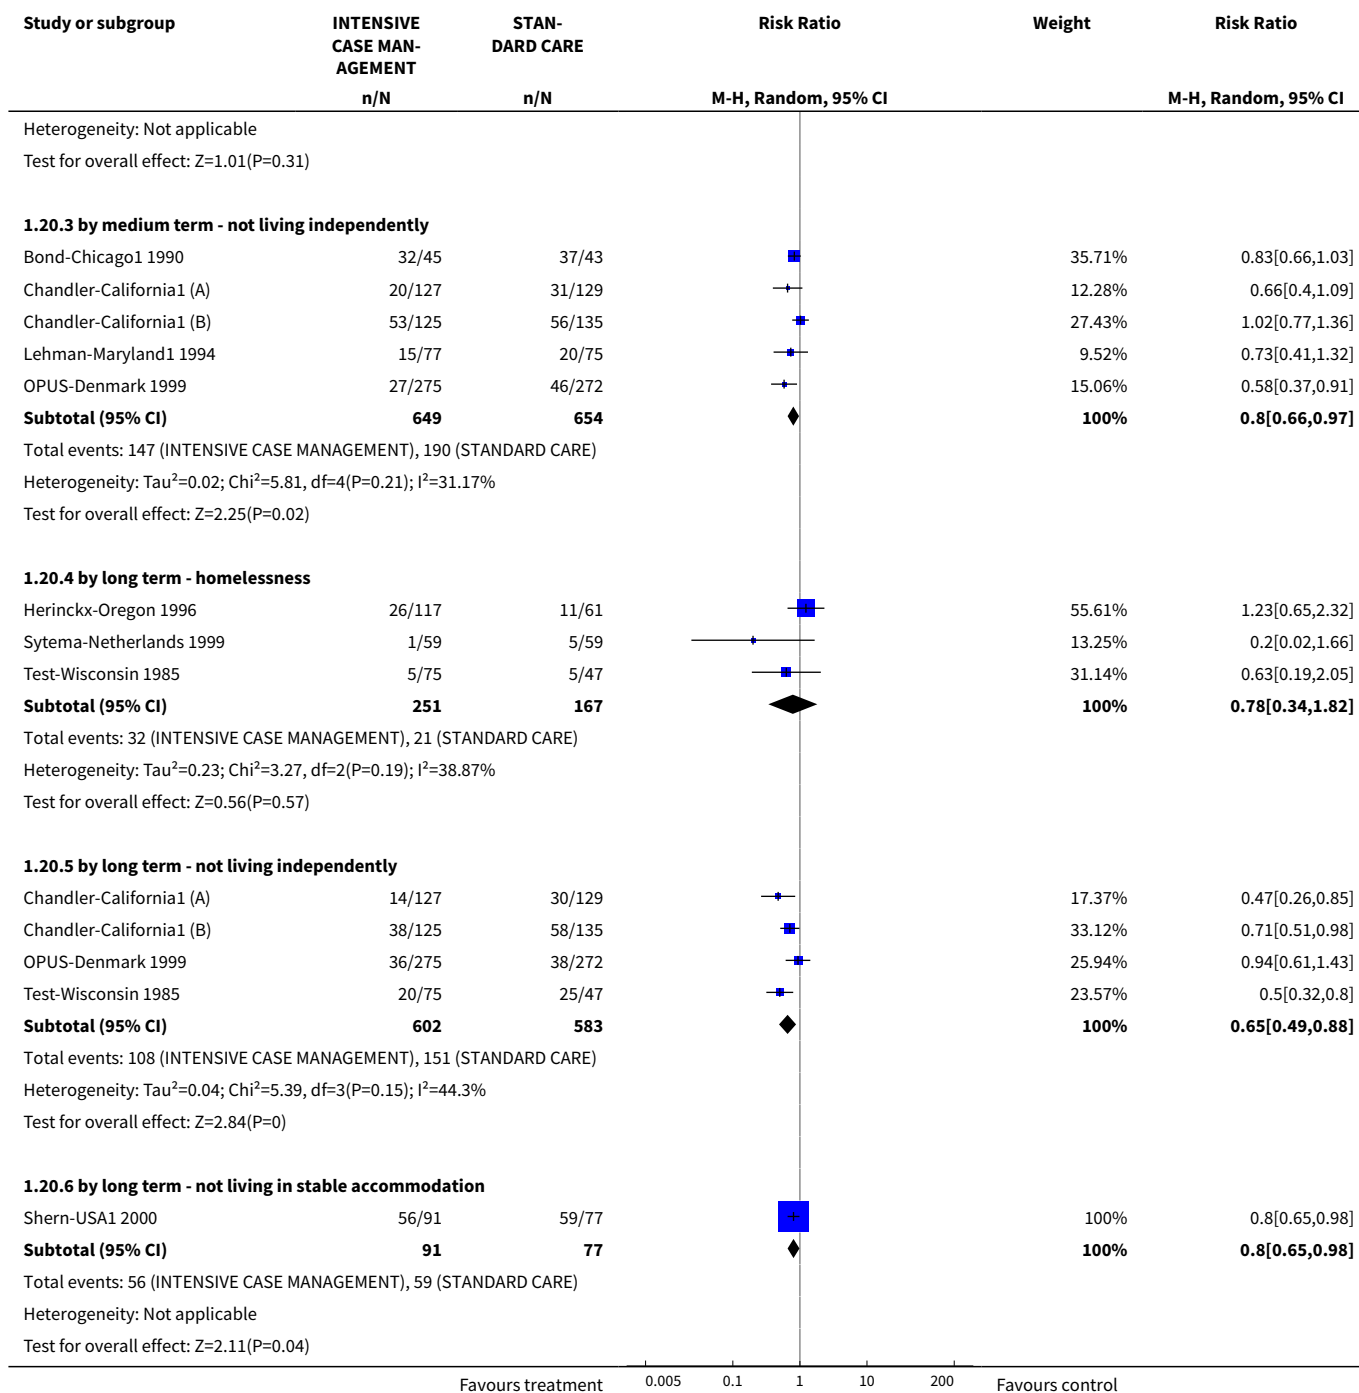 Study or subgroup INTENSIVE CASE MAN- AGEMENT STAN- DARD CARE Risk Ratio Weight Risk Ratio
n/N n/N M-H, Random, 95% CI M-H, Random, 95% CI
Heterogeneity: Not applicable
Test for overall effect: Z=1.01(P=0.31)
1.20.3 by medium term - not living independently
Bond-Chicago1 1990 32/45 37/43 35.71% 0.83[0.66,1.03]
Chandler-California1 (A) 20/127 31/129 12.28% 0.66[0.4,1.09]
Chandler-California1 (B) 53/125 56/135 27.43% 1.02[0.77,1.36]
Lehman-Maryland1 1994 15/77 20/75 9.52% 0.73[0.41,1.32]
OPUS-Denmark 1999 27/275 46/272 15.06% 0.58[0.37,0.91]
Subtotal (95% CI) 649 654 100% 0.8[0.66,0.97]
Total events: 147 (INTENSIVE CASE MANAGEMENT), 190 (STANDARD CARE)
Heterogeneity: Tau²=0.02; Chi²=5.81, df=4(P=0.21); I²=31.17%
Test for overall effect: Z=2.25(P=0.02)
1.20.4 by long term - homelessness
Herinckx-Oregon 1996 26/117 11/61 55.61% 1.23[0.65,2.32]
Sytema-Netherlands 1999 1/59 5/59 13.25% 0.2[0.02,1.66]
Test-Wisconsin 1985 5/75 5/47 31.14% 0.63[0.19,2.05]
Subtotal (95% CI) 251 167 100% 0.78[0.34,1.82]
Total events: 32 (INTENSIVE CASE MANAGEMENT), 21 (STANDARD CARE)
Heterogeneity: Tau²=0.23; Chi²=3.27, df=2(P=0.19); I²=38.87%
Test for overall effect: Z=0.56(P=0.57)
1.20.5 by long term - not living independently
Chandler-California1 (A) 14/127 30/129 17.37% 0.47[0.26,0.85]
Chandler-California1 (B) 38/125 58/135 33.12% 0.71[0.51,0.98]
OPUS-Denmark 1999 36/275 38/272 25.94% 0.94[0.61,1.43]
Test-Wisconsin 1985 20/75 25/47 23.57% 0.5[0.32,0.8]
Subtotal (95% CI) 602 583 100% 0.65[0.49,0.88]
Total events: 108 (INTENSIVE CASE MANAGEMENT), 151 (STANDARD CARE)
Heterogeneity: Tau²=0.04; Chi²=5.39, df=3(P=0.15); I²=44.3%
Test for overall effect: Z=2.84(P=0)
1.20.6 by long term - not living in stable accommodation
Shern-USA1 2000 56/91 59/77 100% 0.8[0.65,0.98]
Subtotal (95% CI) 91 77 100% 0.8[0.65,0.98]
Total events: 56 (INTENSIVE CASE MANAGEMENT), 59 (STANDARD CARE)
Heterogeneity: Not applicable
Test for overall effect: Z=2.11(P=0.04)
Favours treatment 0.005 0.1 1 10 200 Favours control